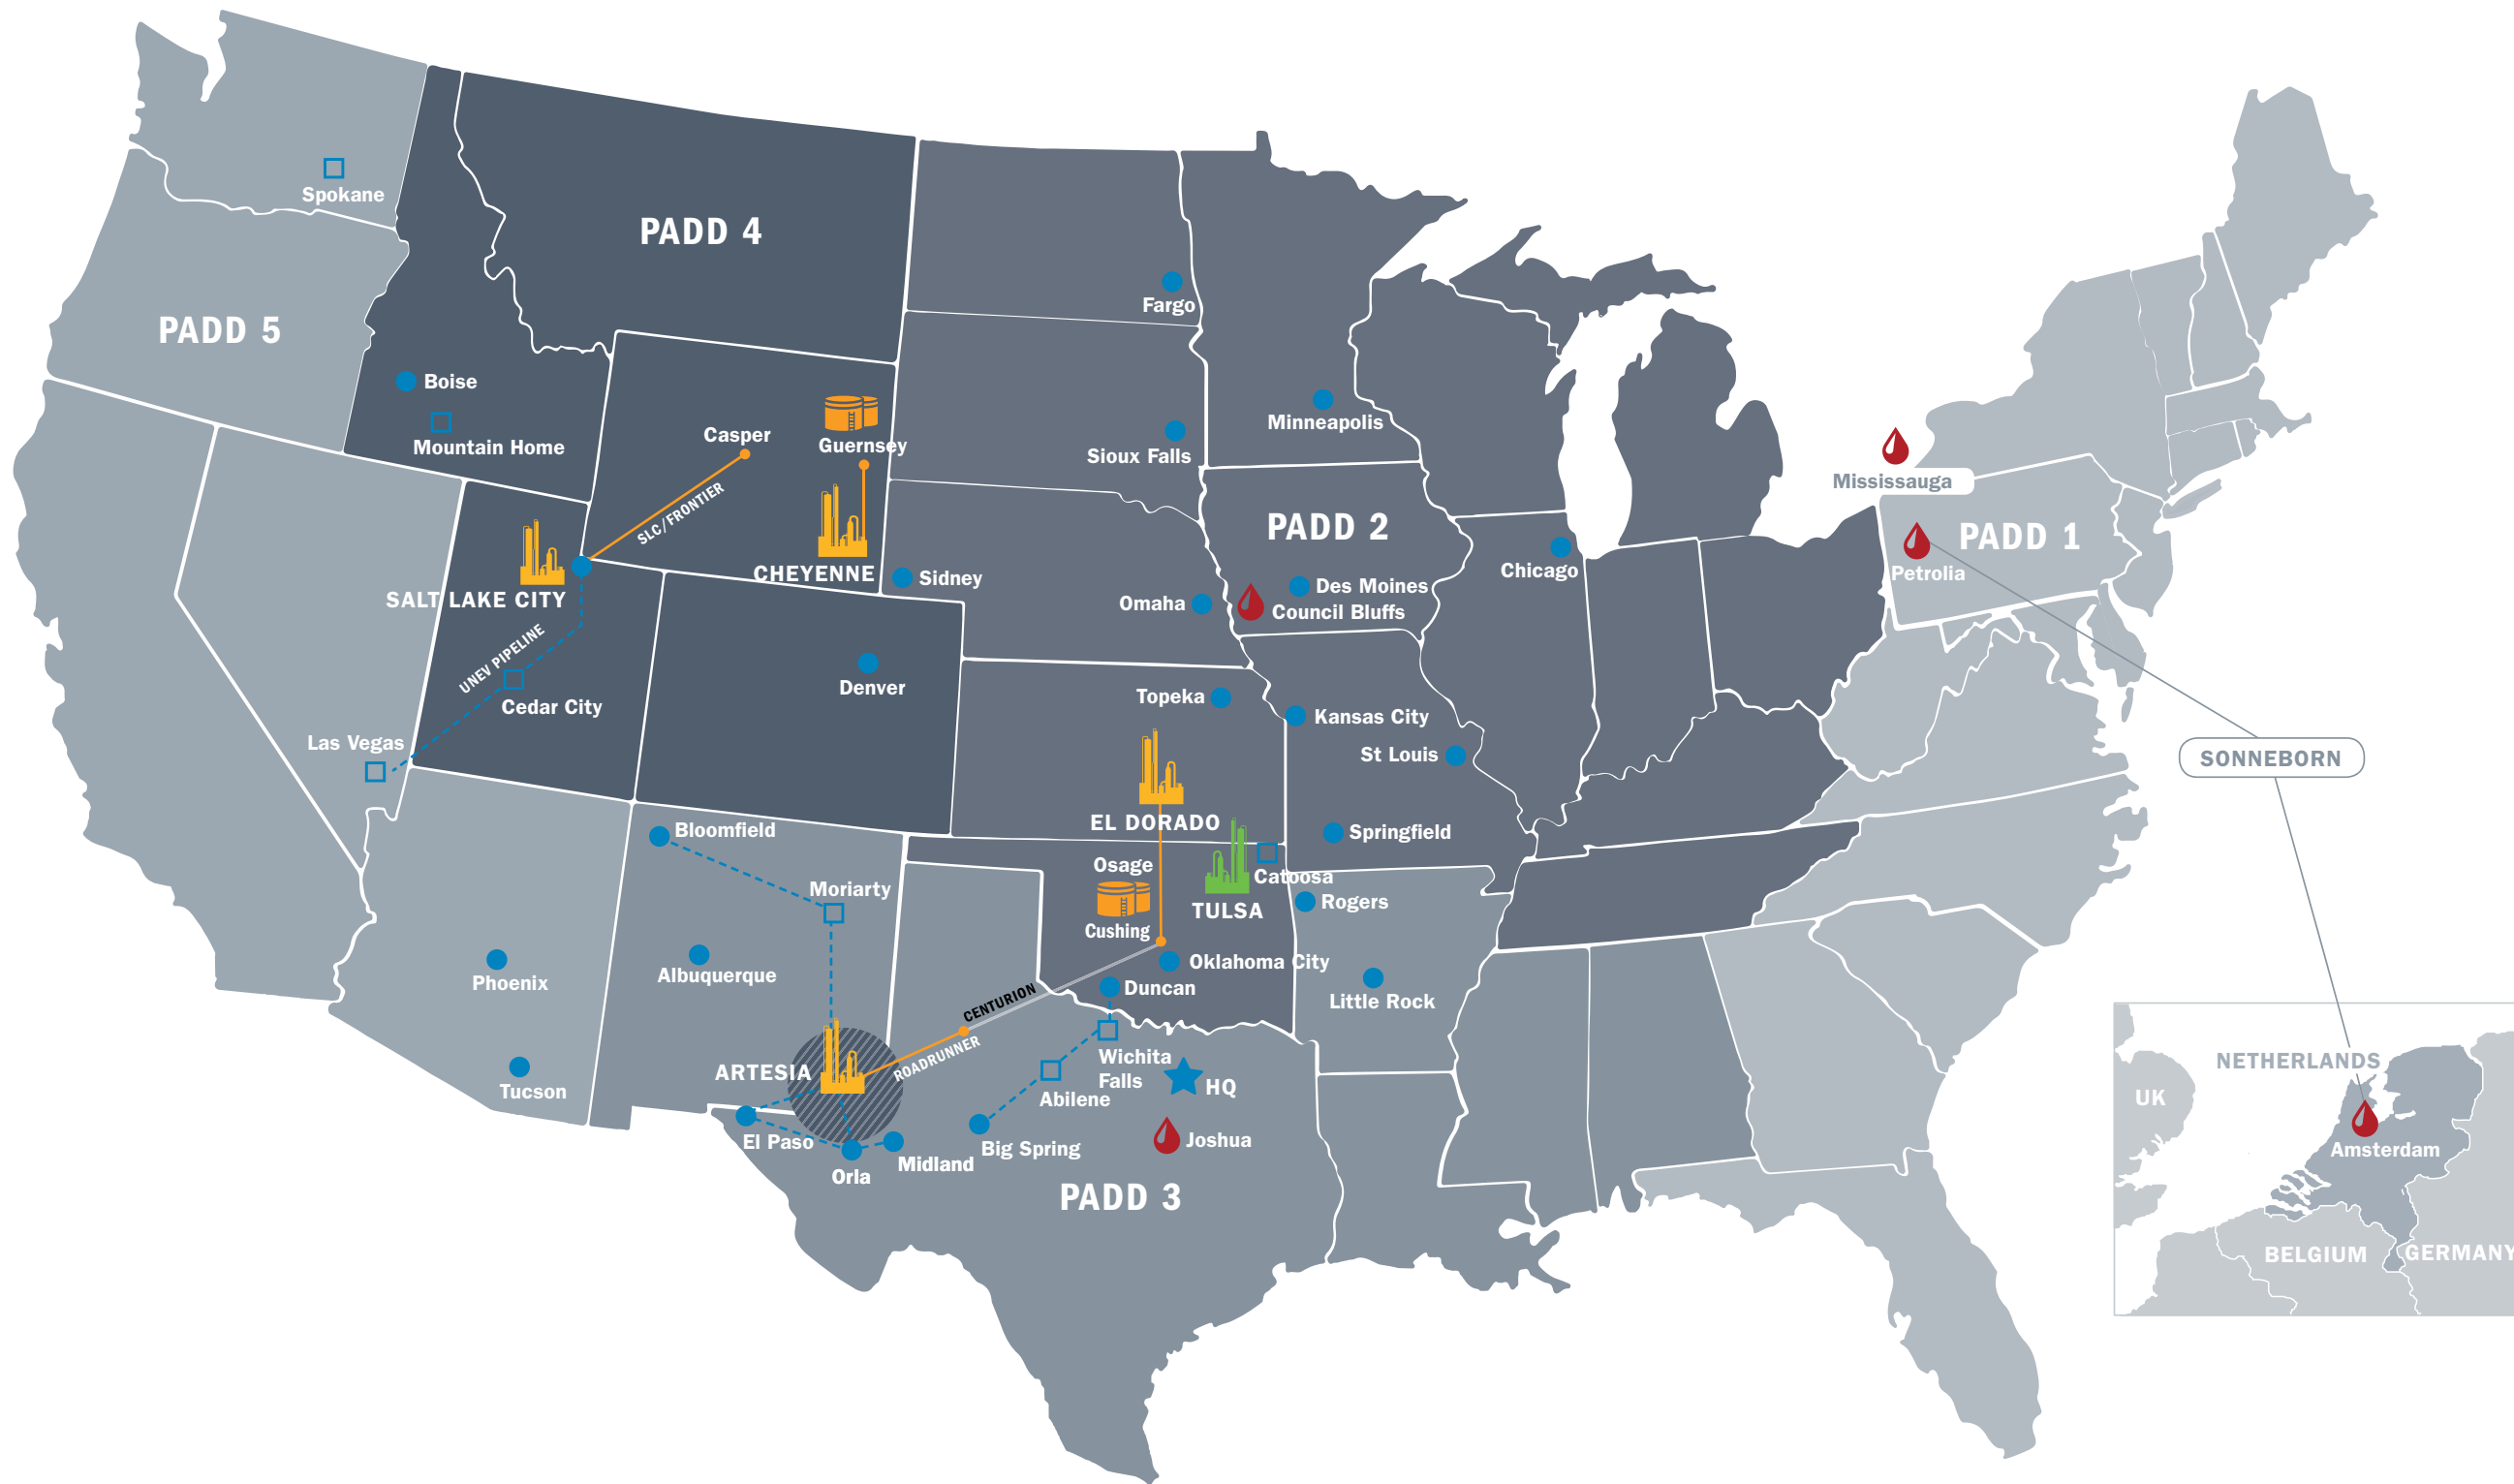 Spokane
PADD 4
Fargo
PADD 5
Boise
Mountain Home
Casper
Guernsey
SLC/FRONTIER
Sioux Falls
Minneapolis
Mississauga
PADD 2
PADD 1
Petrolia
Chicago
CHEYENNE
Sidney
SALT LAKE CITY
Omaha
Des Moines
Council Bluffs
UNEV PIPELINE
Cedar City
Denver
Las Vegas
Topeka
Kansas City
St Louis
SONNEBORN
EL DORADO
Springfield
Bloomfield
Osage
Catoosa
Moriarty
TULSA
Rogers
Cushing
Phoenix
Albuquerque
Oklahoma City
Duncan
Little Rock
CENTURION
ROADRUNNER
Tucson
ARTESIA
Wichita
Falls
HQ
Abilene
El Paso
Orla
Midland
Big Spring
Joshua
PADD 3
NETHERLANDS
UK
Amsterdam
BELGIUM
GERMANY